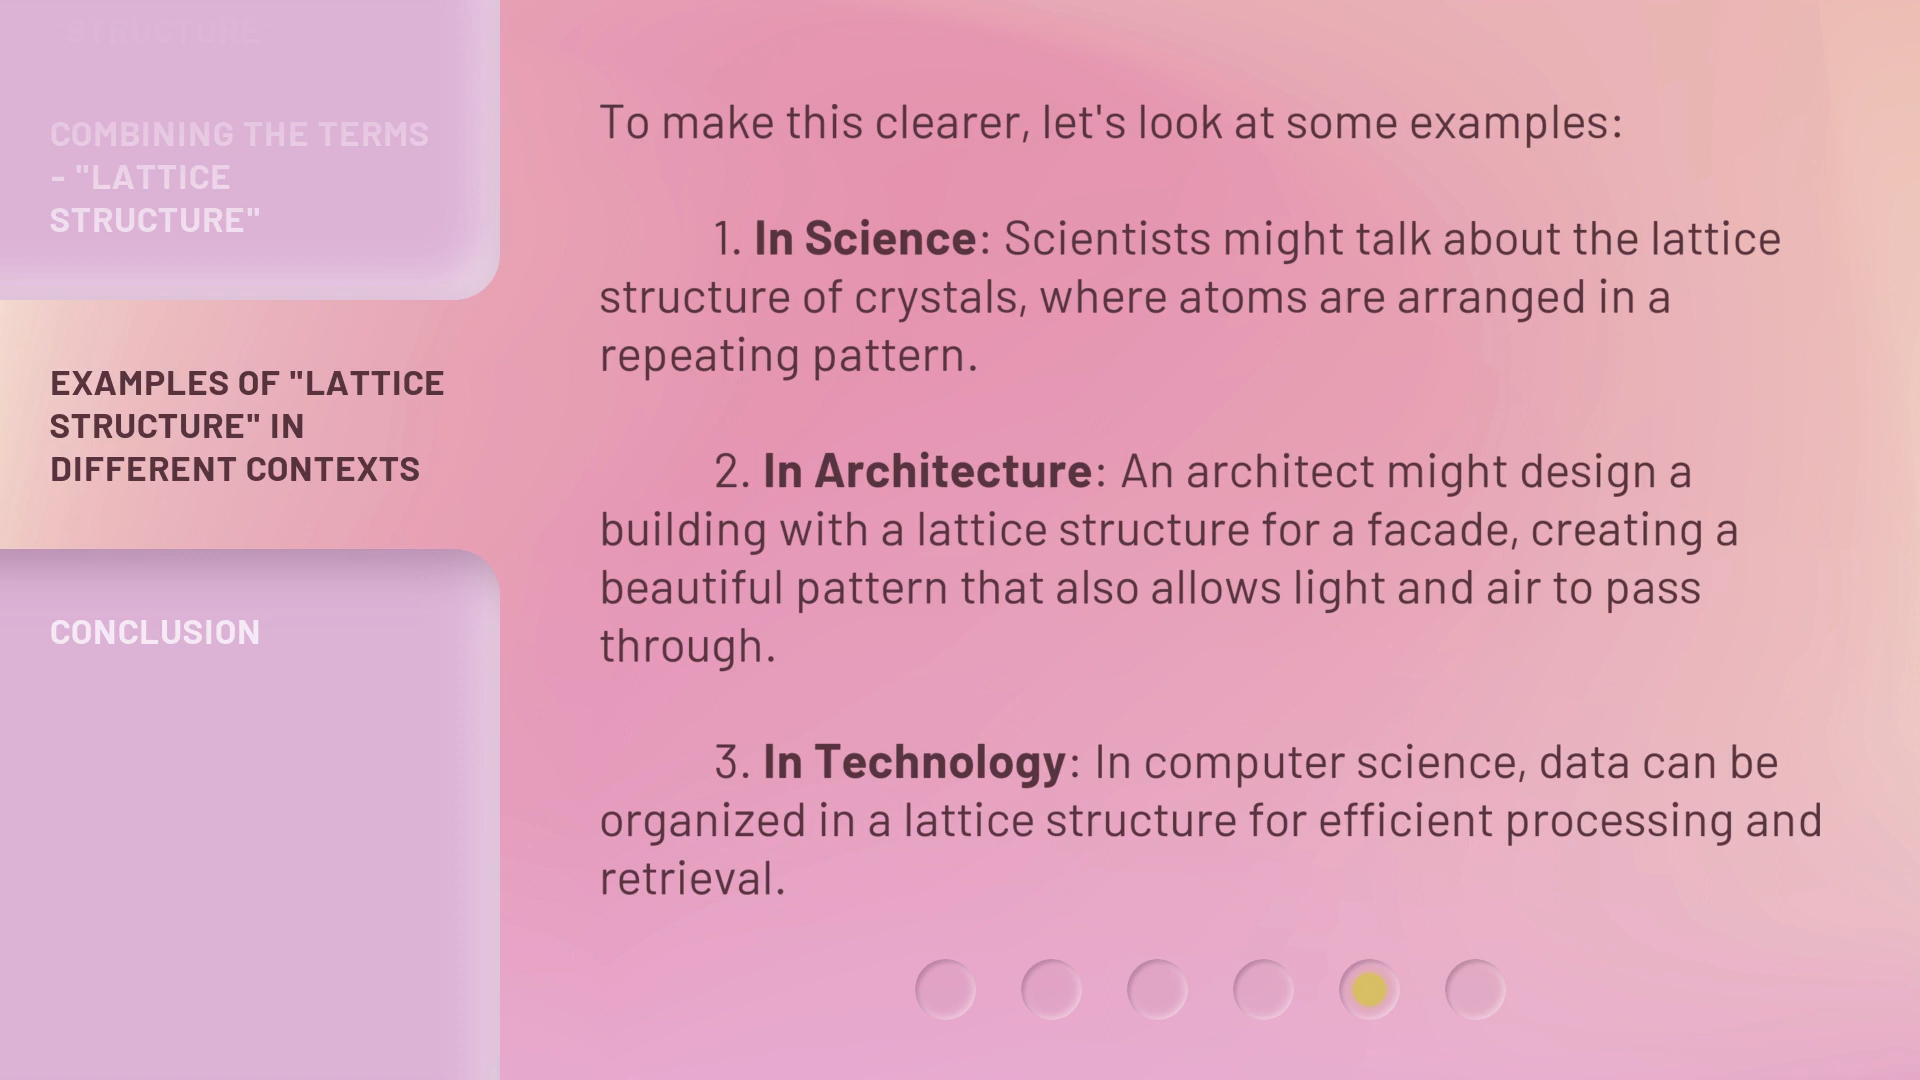 STRUCTURE"
COMBINING THE TERMS
- "LATTICE
STRUCTURE"
EXAMPLES OF "LATTICE
STRUCTURE" IN
DIFFERENT CONTEXTS
CONCLUSION
To make this clearer, let's look at some examples:
1. In Science: Scientists might talk about the lattice
structure of crystals, where atoms are arranged in a
repeating pattern.
2. In Architecture: An architect might design a
building with a lattice structure for a facade, creating a
beautiful pattern that also allows light and air to pass
through.
3. In Technology: In computer science, data can be
organized in a lattice structure for efficient processing and
retrieval.